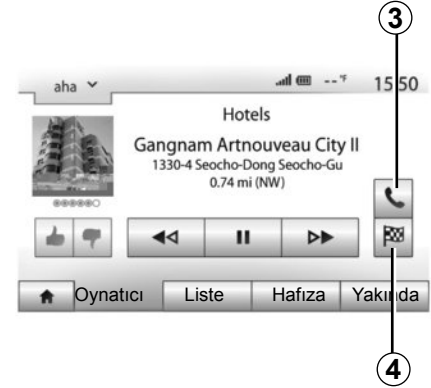 3
aha -- °F 15:50
Hotels
Gangnam Artnouveau City II
1330-4 Seocho-Dong Seocho-Gu
0.74 mi (NW)
Oynatıcı Liste Hafıza Yakında
4